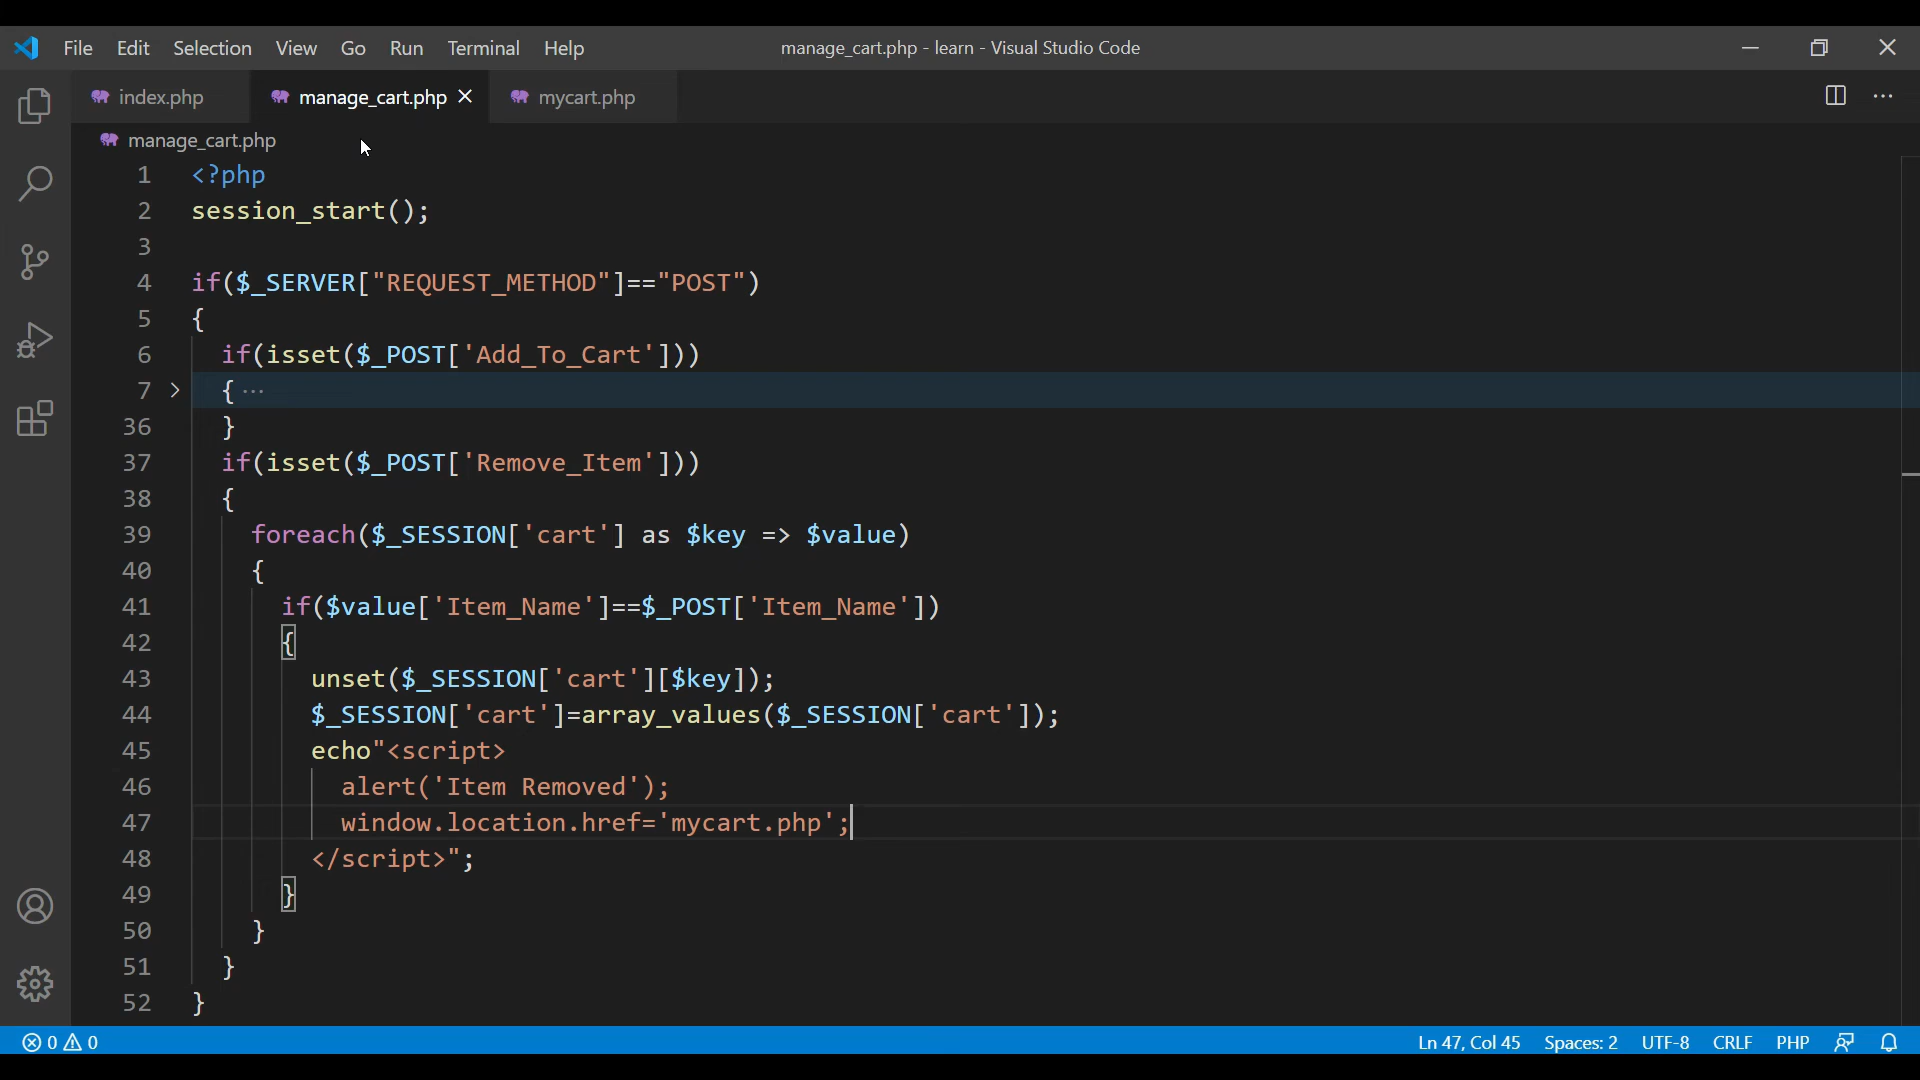 File Edit Selection View Go Run Terminal Help manage_cart.php - learn - Visual Studio Code
index.php manage_cart.php mycart.php
manage_cart.php
1 <?php
2 session_start();
3
4 if($_SERVER["REQUEST_METHOD"]=="POST")
5 {
6 if(isset($_POST['Add_To_Cart']))
7 { ...
36 }
37 if(isset($_POST['Remove_Item']))
38 {
39 foreach($_SESSION['cart'] as $key => $value)
40 {
41 if($value['Item_Name']==$_POST['Item_Name'])
42 {
43 unset($_SESSION['cart'][$key]);
44 $_SESSION['cart']=array_values($_SESSION['cart']);
45 echo"<script>
46 alert('Item Removed');
47 window.location.href='mycart.php';
48 </script>";
49 }
50 }
51 }
52 }
0 0 Ln 47, Col 45 Spaces: 2 UTF-8 CRLF PHP